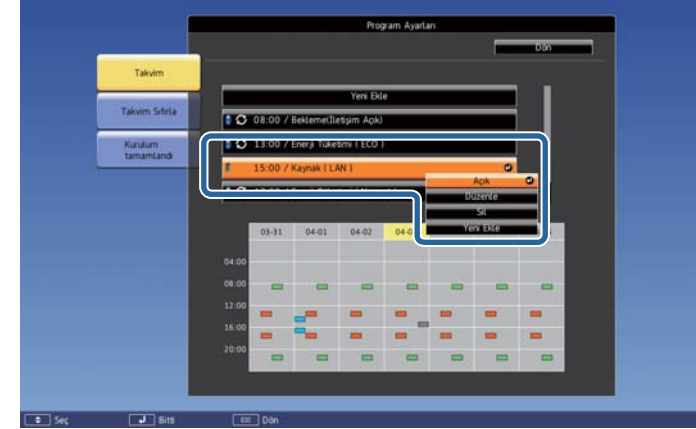 Program Ayarları
Dön
Takvim
Takvim Sıfırla
Kurulum
tamamlandı
Yeni Ekle
08:00 / Bekleme(İletişim Açık)
13:00 / Enerji Tüketimi ( ECO )
15:00 / Kaynak ( LAN )
Açık
Düzenle
Sil
Yeni Ekle
03-31 04-01 04-02
04:00
08:00
12:00
16:00
20:00
Seç
Bitti
Esc Dön